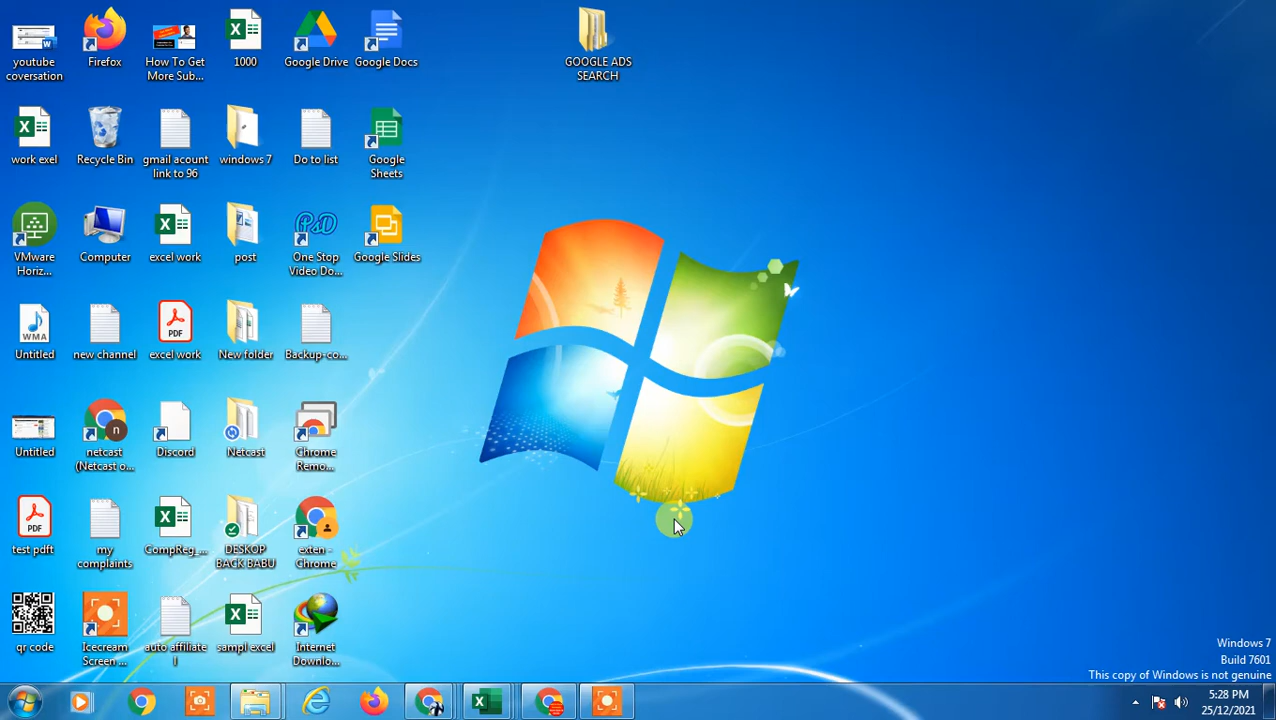 youtube
coversation
Firefox
How To Get
More Sub...
1000
Google Drive
Google Docs
GOOGLE ADS
SEARCH
work exel
Recycle Bin
gmail acount
link to 96
windows 7
Do to list
Google
Sheets
VMware
Horiz...
Computer
excel work
post
PSD
One Stop
Video Do...
Google Slides
WMA
Untitled
new channel
PDF
excel work
New folder
Backup-co...
Untitled
n
netcast
(Netcast o...
Discord
Netcast
Chrome
Remo...
PDF
test pdft
my
complaints
CompReg_...
DESKOP
BACK BABU
exten -
Chrome
qr code
Icecream
Screen ...
auto affiliate
l
sampl excel
Internet
Downlo...
Windows 7
Build 7601
This copy of Windows is not genuine
5:28 PM
25/12/2021